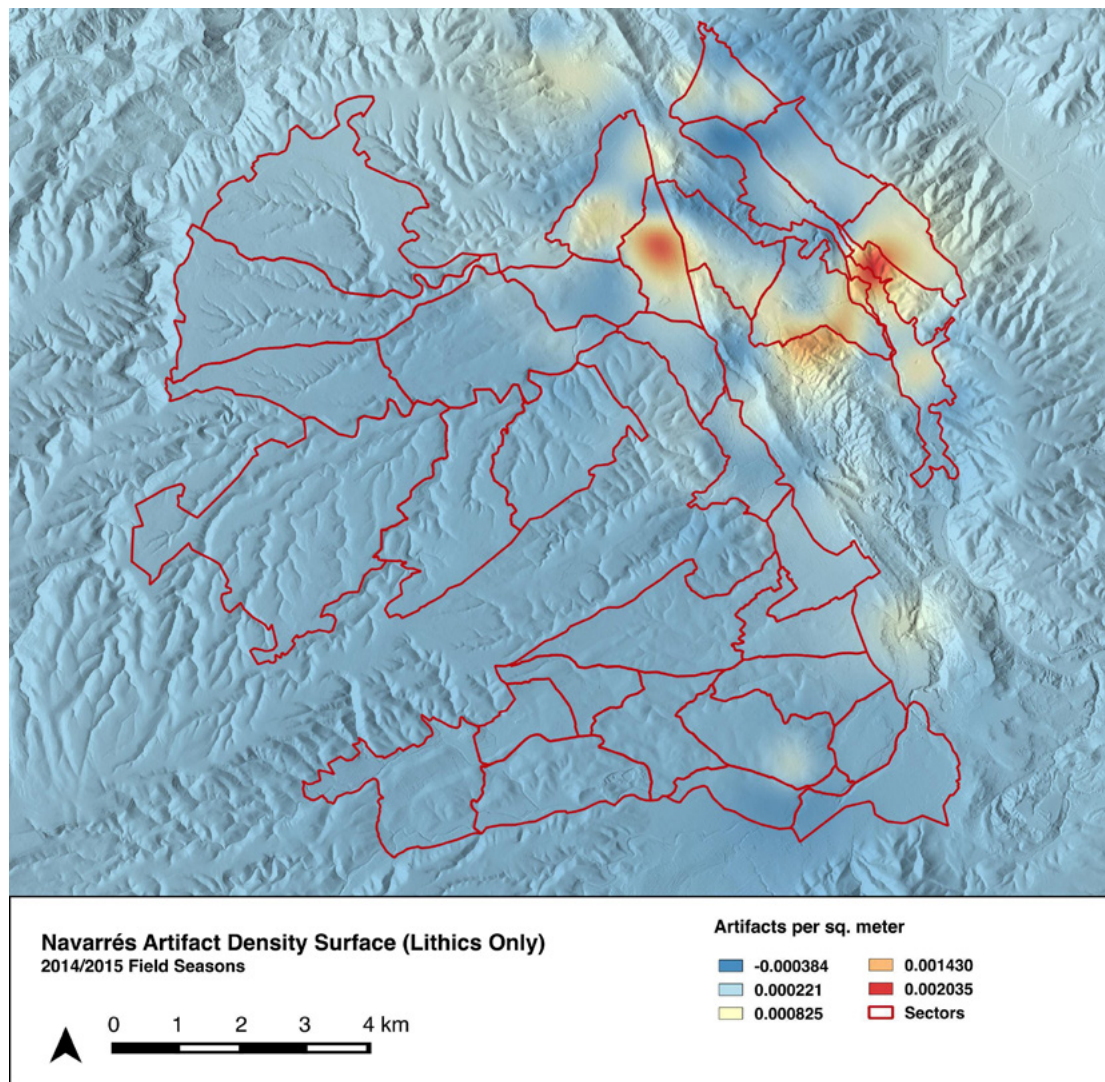 Navarrés Artifact Density Surface (Lithics Only)
2014/2015 Field Seasons
0 1 2 3 4 km
Artifacts per sq. meter
-0.000384 0.001430
0.000221 0.002035
0.000825 Sectors